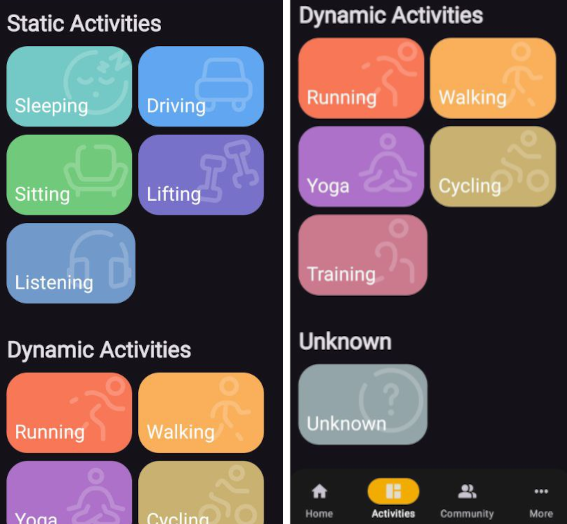 Static Activities
Sleeping Driving
Sitting Lifting
Listening
Dynamic Activities
Running Walking
Yoga Cycling
Dynamic Activities
Running Walking
Yoga Cycling
Training
Unknown
?
Unknown
Home Activities Community More